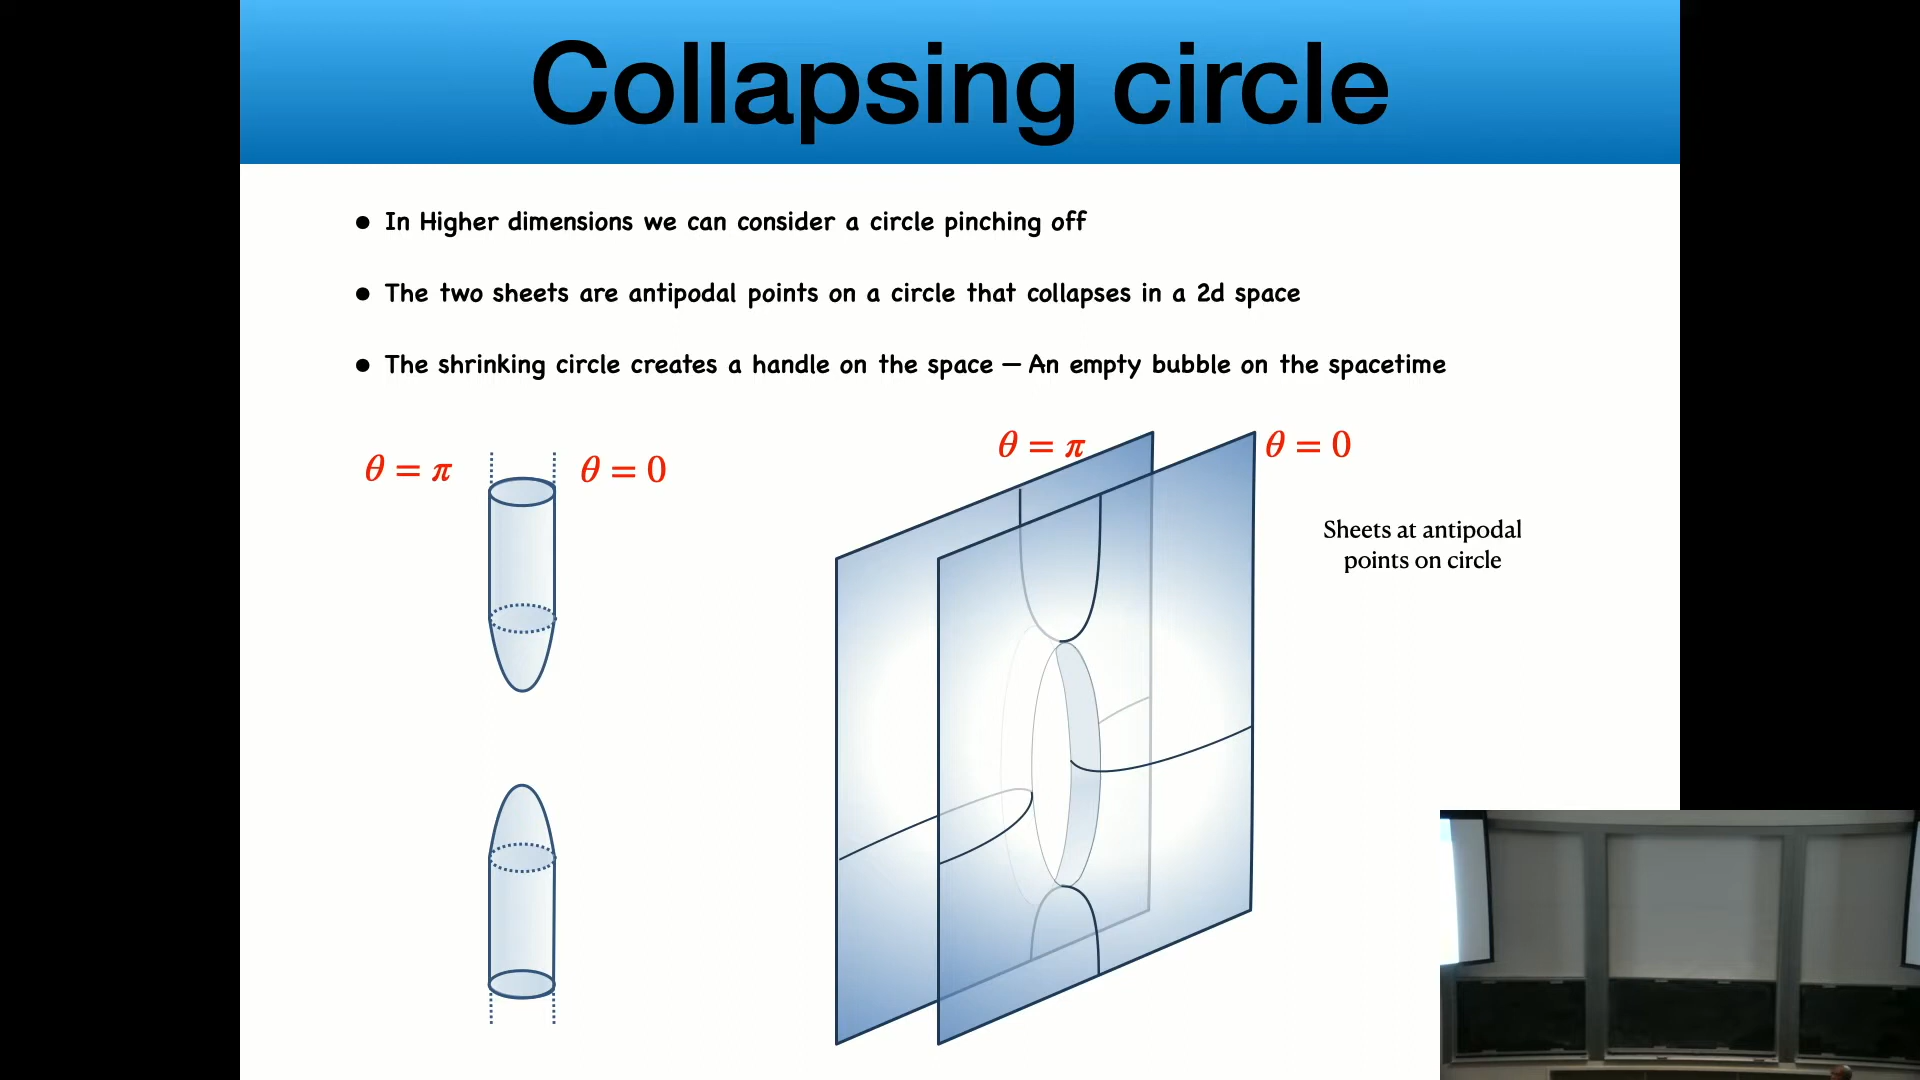 Collapsing circle
• In Higher dimensions we can consider a circle pinching off
• The two sheets are antipodal points on a circle that collapses in a 2d space
• The shrinking circle creates a handle on the space – An empty bubble on the spacetime
θ = π
θ = 0
θ = π
θ = 0
Sheets at antipodal
points on circle